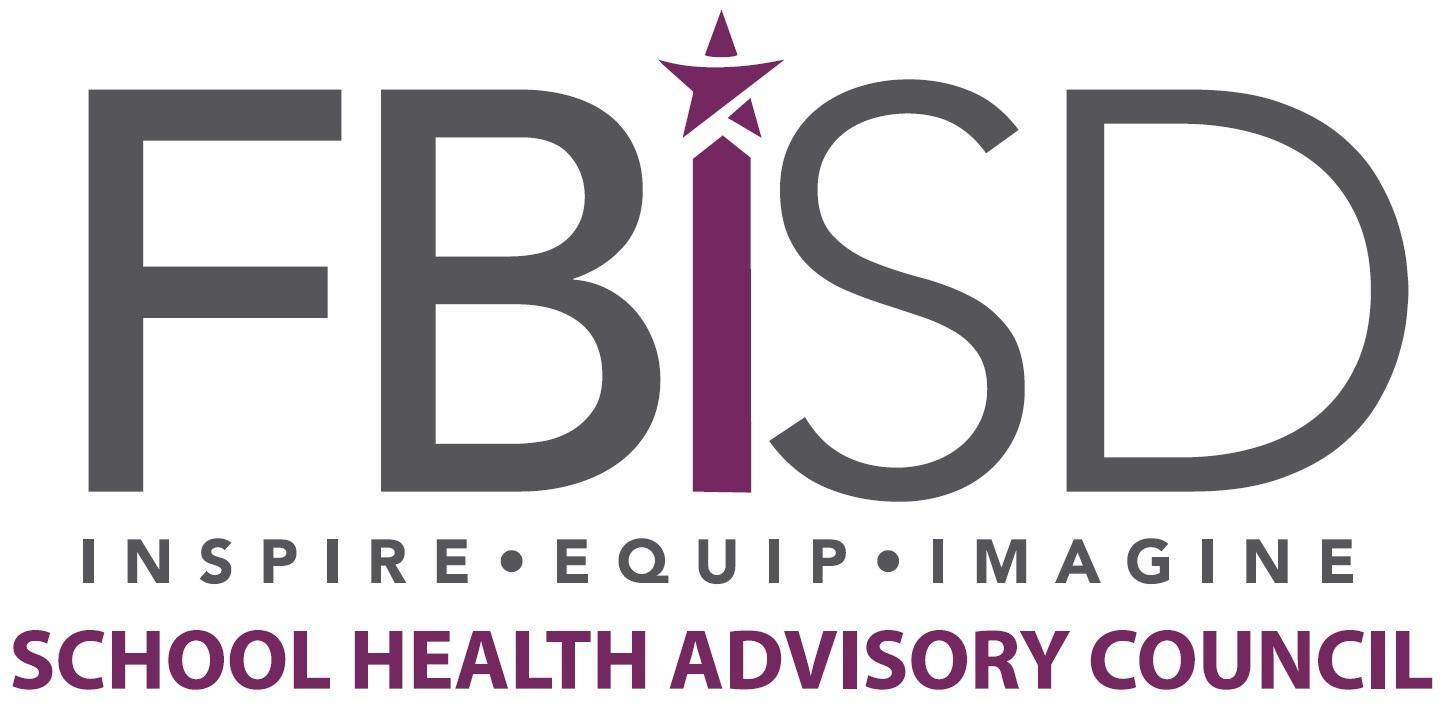 FBiSD
INSPIRE•EQUIP•IMAGINE
SCHOOL HEALTH ADVISORY COUNCIL